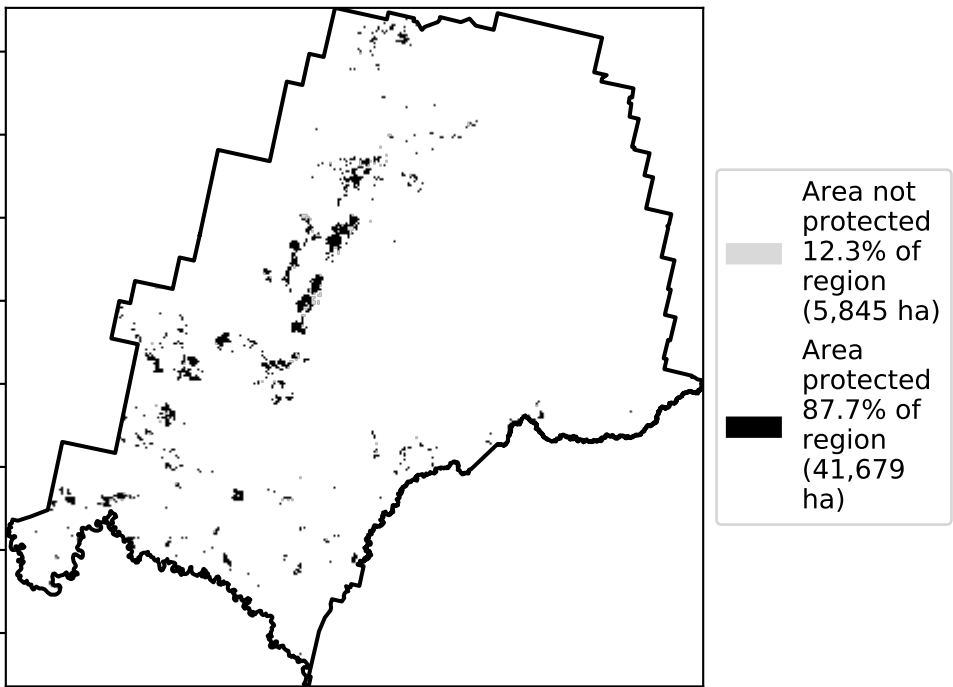 Area not
protected
12.3% of
region
(5,845 ha)
Area
protected
87.7% of
region
(41,679
ha)